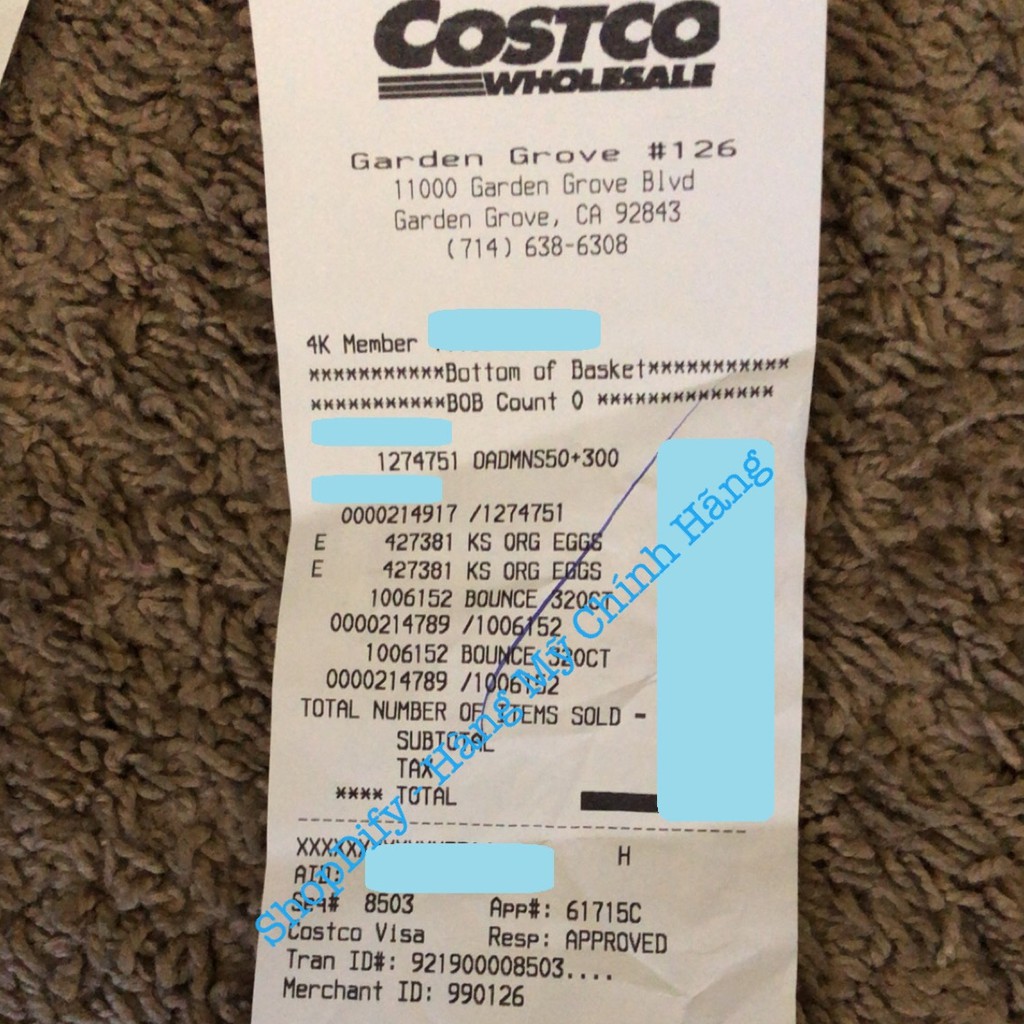 COSTCO
WHOLESALE
Garden Grove #126
11000 Garden Grove Blvd
Garden Grove, CA 92843
(714) 638-6308
4K Member
***********Bottom of Basket***********
***********BOB Count 0 **************
1274751 OADMNS50+300
0000214917 /1274751
E 427381 KS ORG EGGS
E 427381 KS ORG EGGS
1006152 BOUNCE 320CT
0000214789 /1006152
1006152 BOUNCE 320CT
0000214789 /1006152
TOTAL NUMBER OF ITEMS SOLD -
SUBTOTAL
TAX
**** TOTAL
H
AID:
Seq# 8503 App#: 61715C
Costco Visa Resp: APPROVED
Tran ID#: 921900008503....
Merchant ID: 990126
Shopbify - Hàng Mỹ Chính Hãng